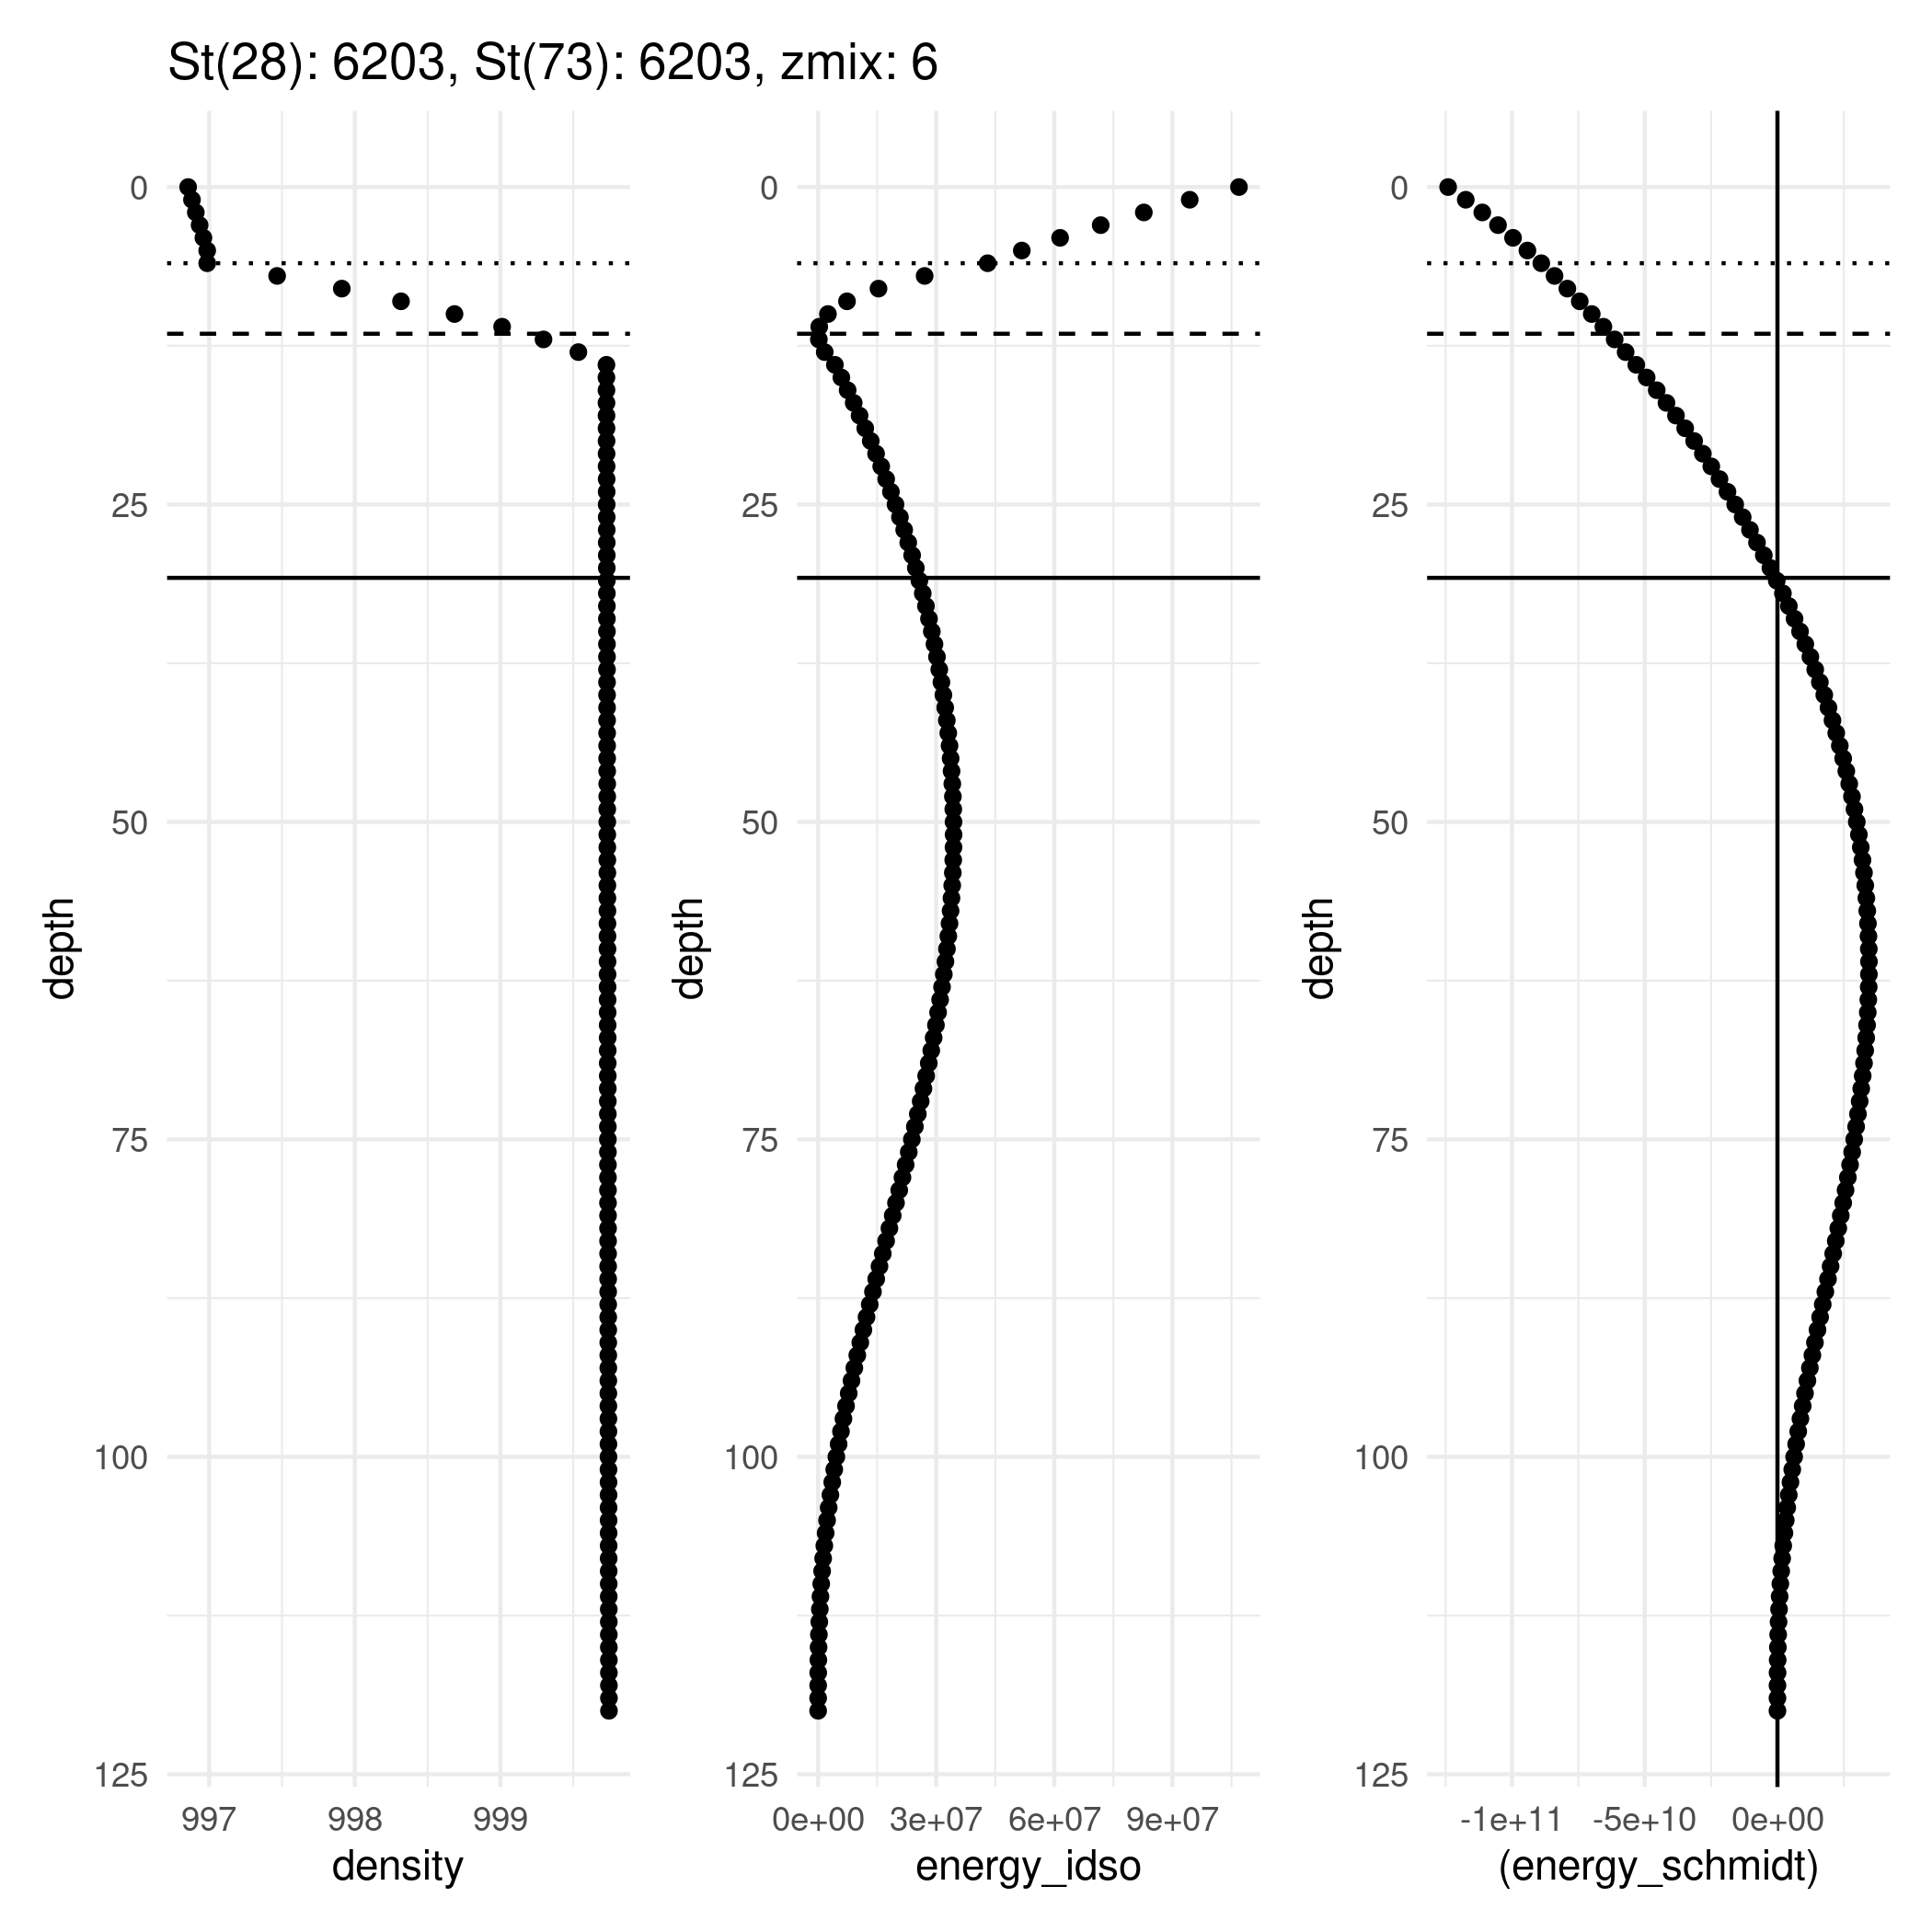 St(28): 6203, St(73): 6203, zmix: 6
0
25
50
75
100
125
depth
997 998 999
density
0
25
50
75
100
125
depth
0e+00 3e+07 6e+07 9e+07
energy_idso
0
25
50
75
100
125
depth
-1e+11 -5e+10 0e+00
(energy_schmidt)